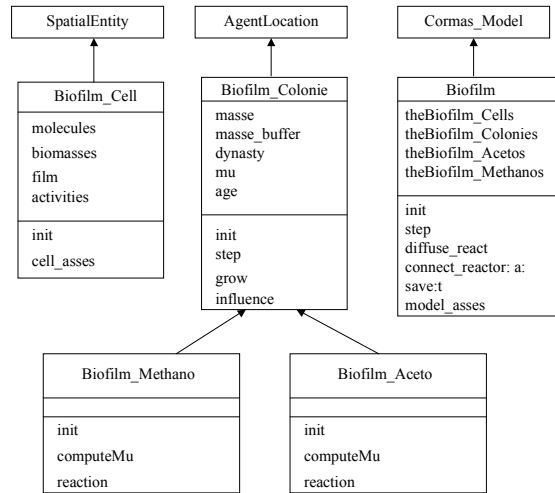 SpatialEntity
AgentLocation
Cormas_Model
Biofilm_Cell
molecules
biomasses
film
activities
init
cell_asses
Biofilm_Colonie
masse
masse_buffer
dynasty
mu
age
init
step
grow
influence
Biofilm
theBiofilm_Cells
theBiofilm_Colonies
theBiofilm_Acetos
theBiofilm_Methanos
init
step
diffuse_react
connect_reactor: a:
save:t
model_asses
Biofilm_Methano
init
computeMu
reaction
Biofilm_Aceto
init
computeMu
reaction